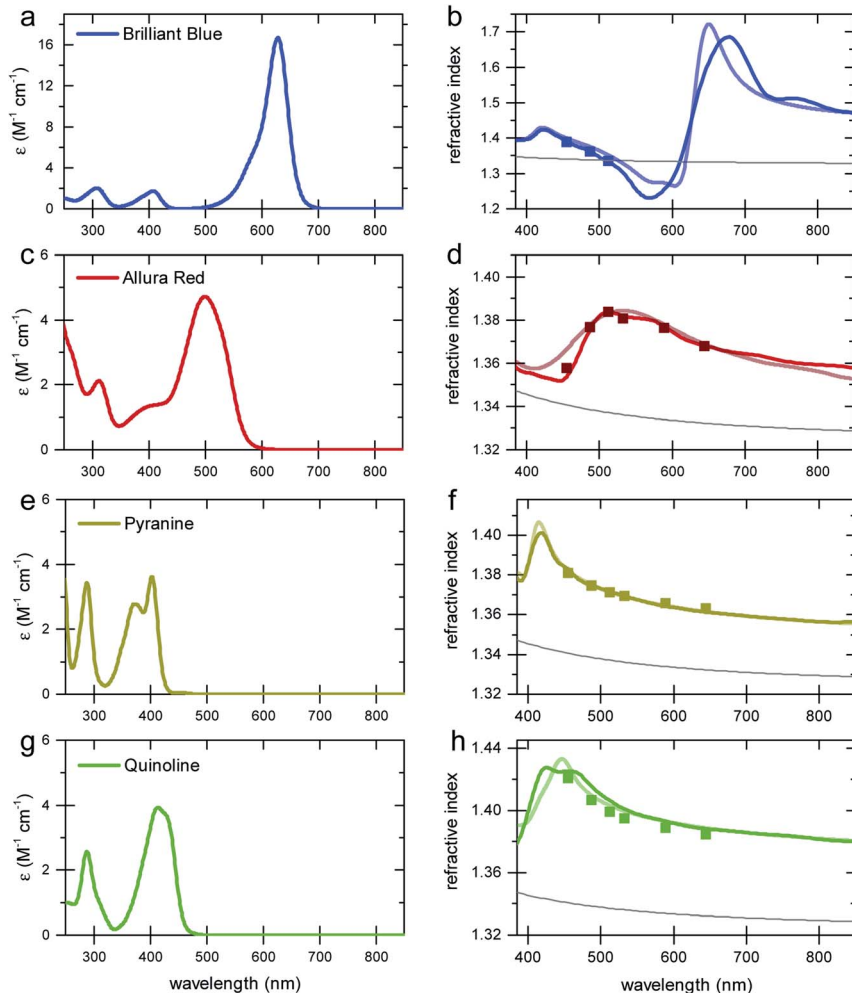 a
Brilliant Blue
ε (M⁻¹ cm⁻¹)
16
12
8
4
0
300 400 500 600 700 800
b
refractive index
1.7
1.6
1.5
1.4
1.3
1.2
400 500 600 700 800
c
Allura Red
ε (M⁻¹ cm⁻¹)
6
4
2
0
300 400 500 600 700 800
d
refractive index
1.40
1.38
1.36
1.34
1.32
400 500 600 700 800
e
Pyranine
ε (M⁻¹ cm⁻¹)
6
4
2
0
300 400 500 600 700 800
f
refractive index
1.40
1.38
1.36
1.34
1.32
400 500 600 700 800
g
Quinoline
ε (M⁻¹ cm⁻¹)
6
4
2
0
300 400 500 600 700 800
wavelength (nm)
h
refractive index
1.44
1.40
1.36
1.32
400 500 600 700 800
wavelength (nm)